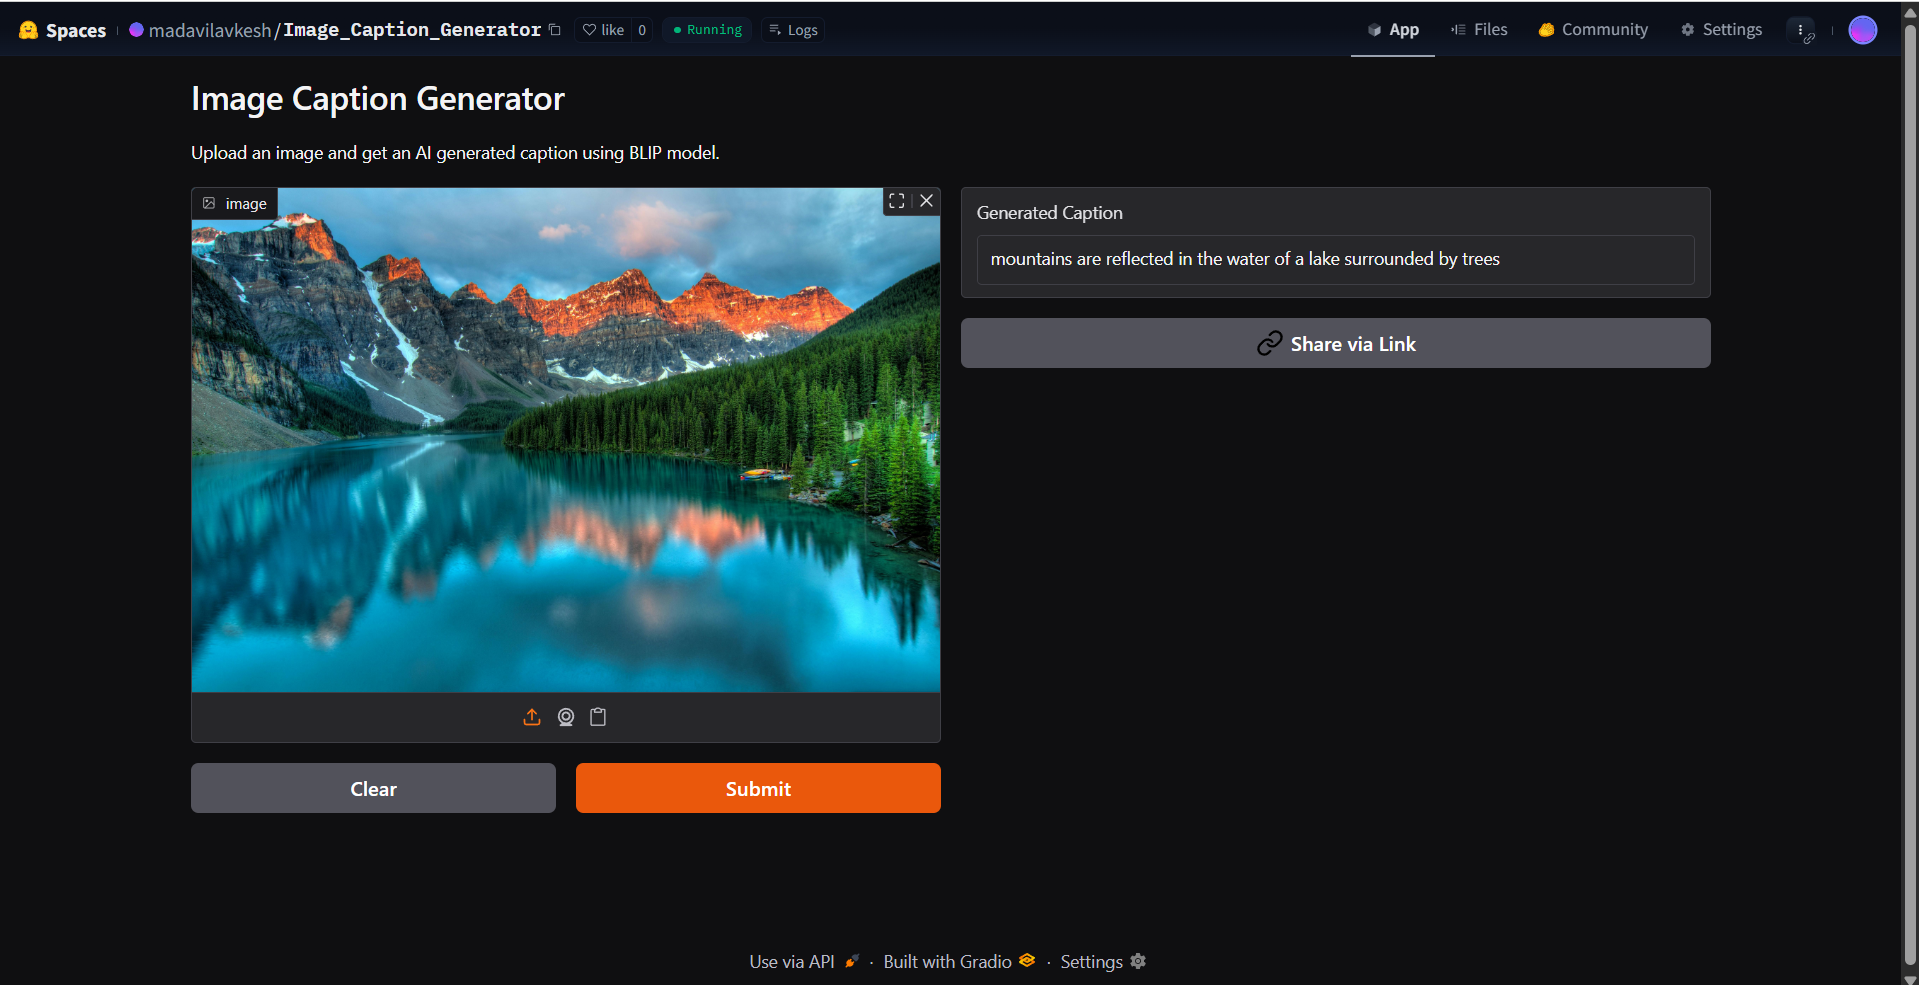 Spaces madavilavkesh/Image_Caption_Generator like 0 Running Logs App Files Community Settings
Image Caption Generator
Upload an image and get an AI generated caption using BLIP model.
image
Generated Caption
mountains are reflected in the water of a lake surrounded by trees
Share via Link
Clear Submit
Use via API · Built with Gradio · Settings